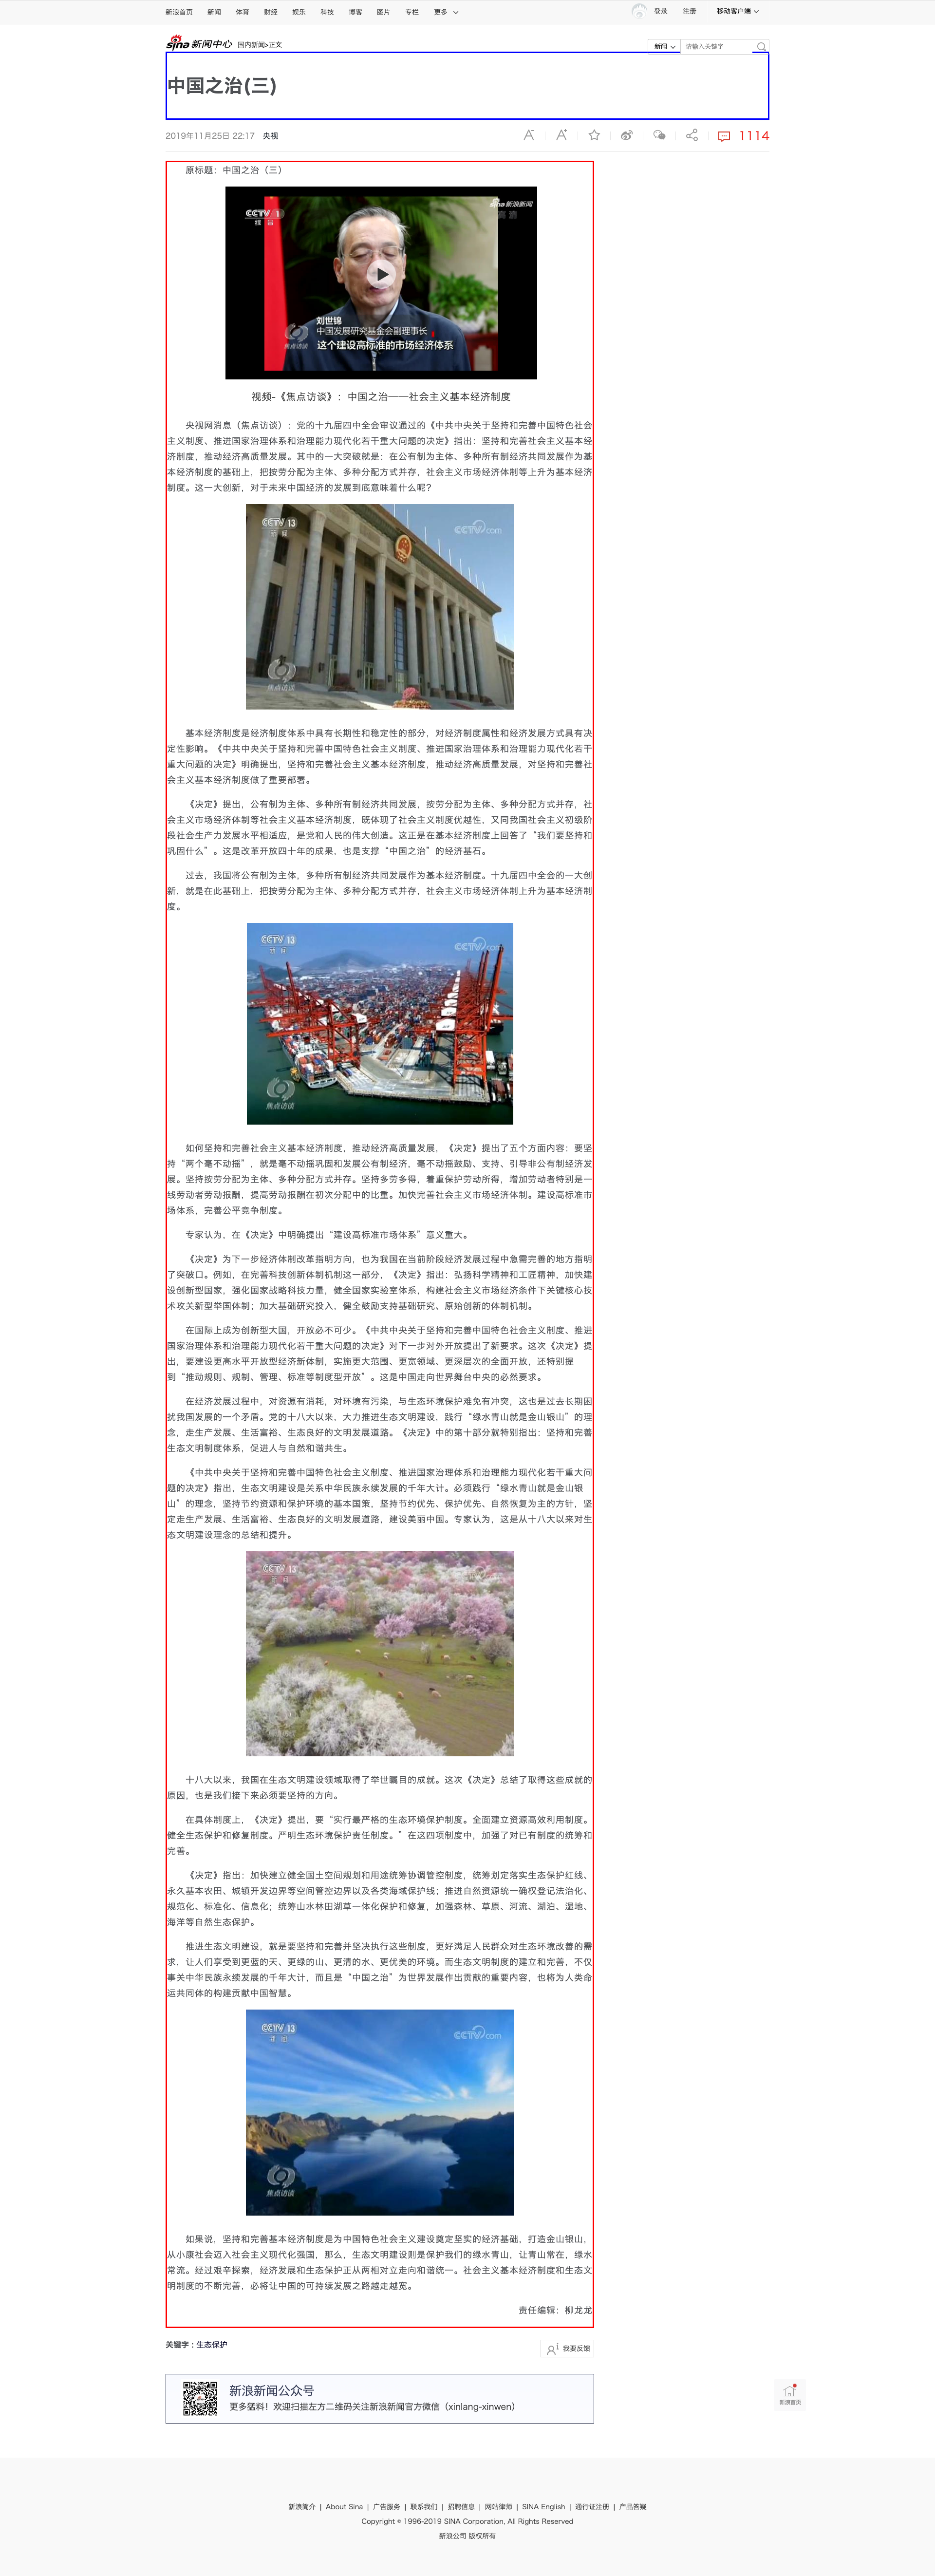 新浪首页 新闻 体育 财经 娱乐 科技 博客 图片 专栏 更多 登录 注册 移动客户端
sina 新闻中心 国内新闻>正文 新闻 请输入关键字
中国之治(三)
2019年11月25日 22:17 央视 1114
原标题：中国之治（三）
CCTV 1 综合
sina 新浪新闻
高清
刘世锦
中国发展研究基金会副理事长
焦点访谈
这个建设高标准的市场经济体系
视频-《焦点访谈》：中国之治——社会主义基本经济制度
央视网消息（焦点访谈）：党的十九届四中全会审议通过的《中共中央关于坚持和完善中国特色社会
主义制度、推进国家治理体系和治理能力现代化若干重大问题的决定》指出：坚持和完善社会主义基本经
济制度，推动经济高质量发展。其中的一大突破就是：在公有制为主体、多种所有制经济共同发展作为基
本经济制度的基础上，把按劳分配为主体、多种分配方式并存，社会主义市场经济体制等上升为基本经济
制度。这一大创新，对于未来中国经济的发展到底意味着什么呢？
CCTV 13 新闻
CCTV.com
焦点访谈
基本经济制度是经济制度体系中具有长期性和稳定性的部分，对经济制度属性和经济发展方式具有决
定性影响。《中共中央关于坚持和完善中国特色社会主义制度、推进国家治理体系和治理能力现代化若干
重大问题的决定》明确提出，坚持和完善社会主义基本经济制度，推动经济高质量发展，对坚持和完善社
会主义基本经济制度做了重要部署。
《决定》提出，公有制为主体、多种所有制经济共同发展，按劳分配为主体、多种分配方式并存，社
会主义市场经济体制等社会主义基本经济制度，既体现了社会主义制度优越性，又同我国社会主义初级阶
段社会生产力发展水平相适应，是党和人民的伟大创造。这正是在基本经济制度上回答了“我们要坚持和
巩固什么”。这是改革开放四十年的成果，也是支撑“中国之治”的经济基石。
过去，我国将公有制为主体，多种所有制经济共同发展作为基本经济制度。十九届四中全会的一大创
新，就是在此基础上，把按劳分配为主体、多种分配方式并存，社会主义市场经济体制上升为基本经济制
度。
CCTV 13 新闻
CCTV.com
焦点访谈
如何坚持和完善社会主义基本经济制度，推动经济高质量发展，《决定》提出了五个方面内容：要坚
持“两个毫不动摇”，就是毫不动摇巩固和发展公有制经济，毫不动摇鼓励、支持、引导非公有制经济发
展。坚持按劳分配为主体、多种分配方式并存。坚持多劳多得，着重保护劳动所得，增加劳动者特别是一
线劳动者劳动报酬，提高劳动报酬在初次分配中的比重。加快完善社会主义市场经济体制。建设高标准市
场体系，完善公平竞争制度。
专家认为，在《决定》中明确提出“建设高标准市场体系”意义重大。
《决定》为下一步经济体制改革指明方向，也为我国在当前阶段经济发展过程中急需完善的地方指明
了突破口。例如，在完善科技创新体制机制这一部分，《决定》指出：弘扬科学精神和工匠精神，加快建
设创新型国家，强化国家战略科技力量，健全国家实验室体系，构建社会主义市场经济条件下关键核心技
术攻关新型举国体制；加大基础研究投入，健全鼓励支持基础研究、原始创新的体制机制。
在国际上成为创新型大国，开放必不可少。《中共中央关于坚持和完善中国特色社会主义制度、推进
国家治理体系和治理能力现代化若干重大问题的决定》对下一步对外开放提出了新要求。这次《决定》提
出，要建设更高水平开放型经济新体制，实施更大范围、更宽领域、更深层次的全面开放，还特别提
到“推动规则、规制、管理、标准等制度型开放”。这是中国走向世界舞台中央的必然要求。
在经济发展过程中，对资源有消耗，对环境有污染，与生态环境保护难免有冲突，这也是过去长期困
扰我国发展的一个矛盾。党的十八大以来，大力推进生态文明建设，践行“绿水青山就是金山银山”的理
念，走生产发展、生活富裕、生态良好的文明发展道路。《决定》中的第十部分就特别指出：坚持和完善
生态文明制度体系，促进人与自然和谐共生。
《中共中央关于坚持和完善中国特色社会主义制度、推进国家治理体系和治理能力现代化若干重大问
题的决定》指出，生态文明建设是关系中华民族永续发展的千年大计。必须践行“绿水青山就是金山银
山”的理念，坚持节约资源和保护环境的基本国策，坚持节约优先、保护优先、自然恢复为主的方针，坚
定走生产发展、生活富裕、生态良好的文明发展道路，建设美丽中国。专家认为，这是从十八大以来对生
态文明建设理念的总结和提升。
CCTV 13 新闻
CCTV.com
焦点访谈
十八大以来，我国在生态文明建设领域取得了举世瞩目的成就。这次《决定》总结了取得这些成就的
原因，也是我们接下来必须要坚持的方向。
在具体制度上，《决定》提出，要“实行最严格的生态环境保护制度。全面建立资源高效利用制度。
健全生态保护和修复制度。严明生态环境保护责任制度。”在这四项制度中，加强了对已有制度的统筹和
完善。
《决定》指出：加快建立健全国土空间规划和用途统筹协调管控制度，统筹划定落实生态保护红线、
永久基本农田、城镇开发边界等空间管控边界以及各类海域保护线；推进自然资源统一确权登记法治化、
规范化、标准化、信息化；统筹山水林田湖草一体化保护和修复，加强森林、草原、河流、湖泊、湿地、
海洋等自然生态保护。
推进生态文明建设，就是要坚持和完善并坚决执行这些制度，更好满足人民群众对生态环境改善的需
求，让人们享受到更蓝的天、更绿的山、更清的水、更优美的环境。而生态文明制度的建立和完善，不仅
事关中华民族永续发展的千年大计，而且是“中国之治”为世界发展作出贡献的重要内容，也将为人类命
运共同体的构建贡献中国智慧。
CCTV 13 新闻
CCTV.com
焦点访谈
如果说，坚持和完善基本经济制度是为中国特色社会主义建设奠定坚实的经济基础，打造金山银山，
从小康社会迈入社会主义现代化强国，那么，生态文明建设则是保护我们的绿水青山，让青山常在，绿水
常流。经过艰辛探索，经济发展和生态保护正从两相对立走向和谐统一。社会主义基本经济制度和生态文
明制度的不断完善，必将让中国的可持续发展之路越走越宽。
责任编辑：柳龙龙
关键字：生态保护 我要反馈
新浪新闻公众号
更多猛料！欢迎扫描左方二维码关注新浪新闻官方微信（xinlang-xinwen）
新浪首页
新浪简介 | About Sina | 广告服务 | 联系我们 | 招聘信息 | 网站律师 | SINA English | 通行证注册 | 产品答疑
Copyright © 1996-2019 SINA Corporation, All Rights Reserved
新浪公司 版权所有